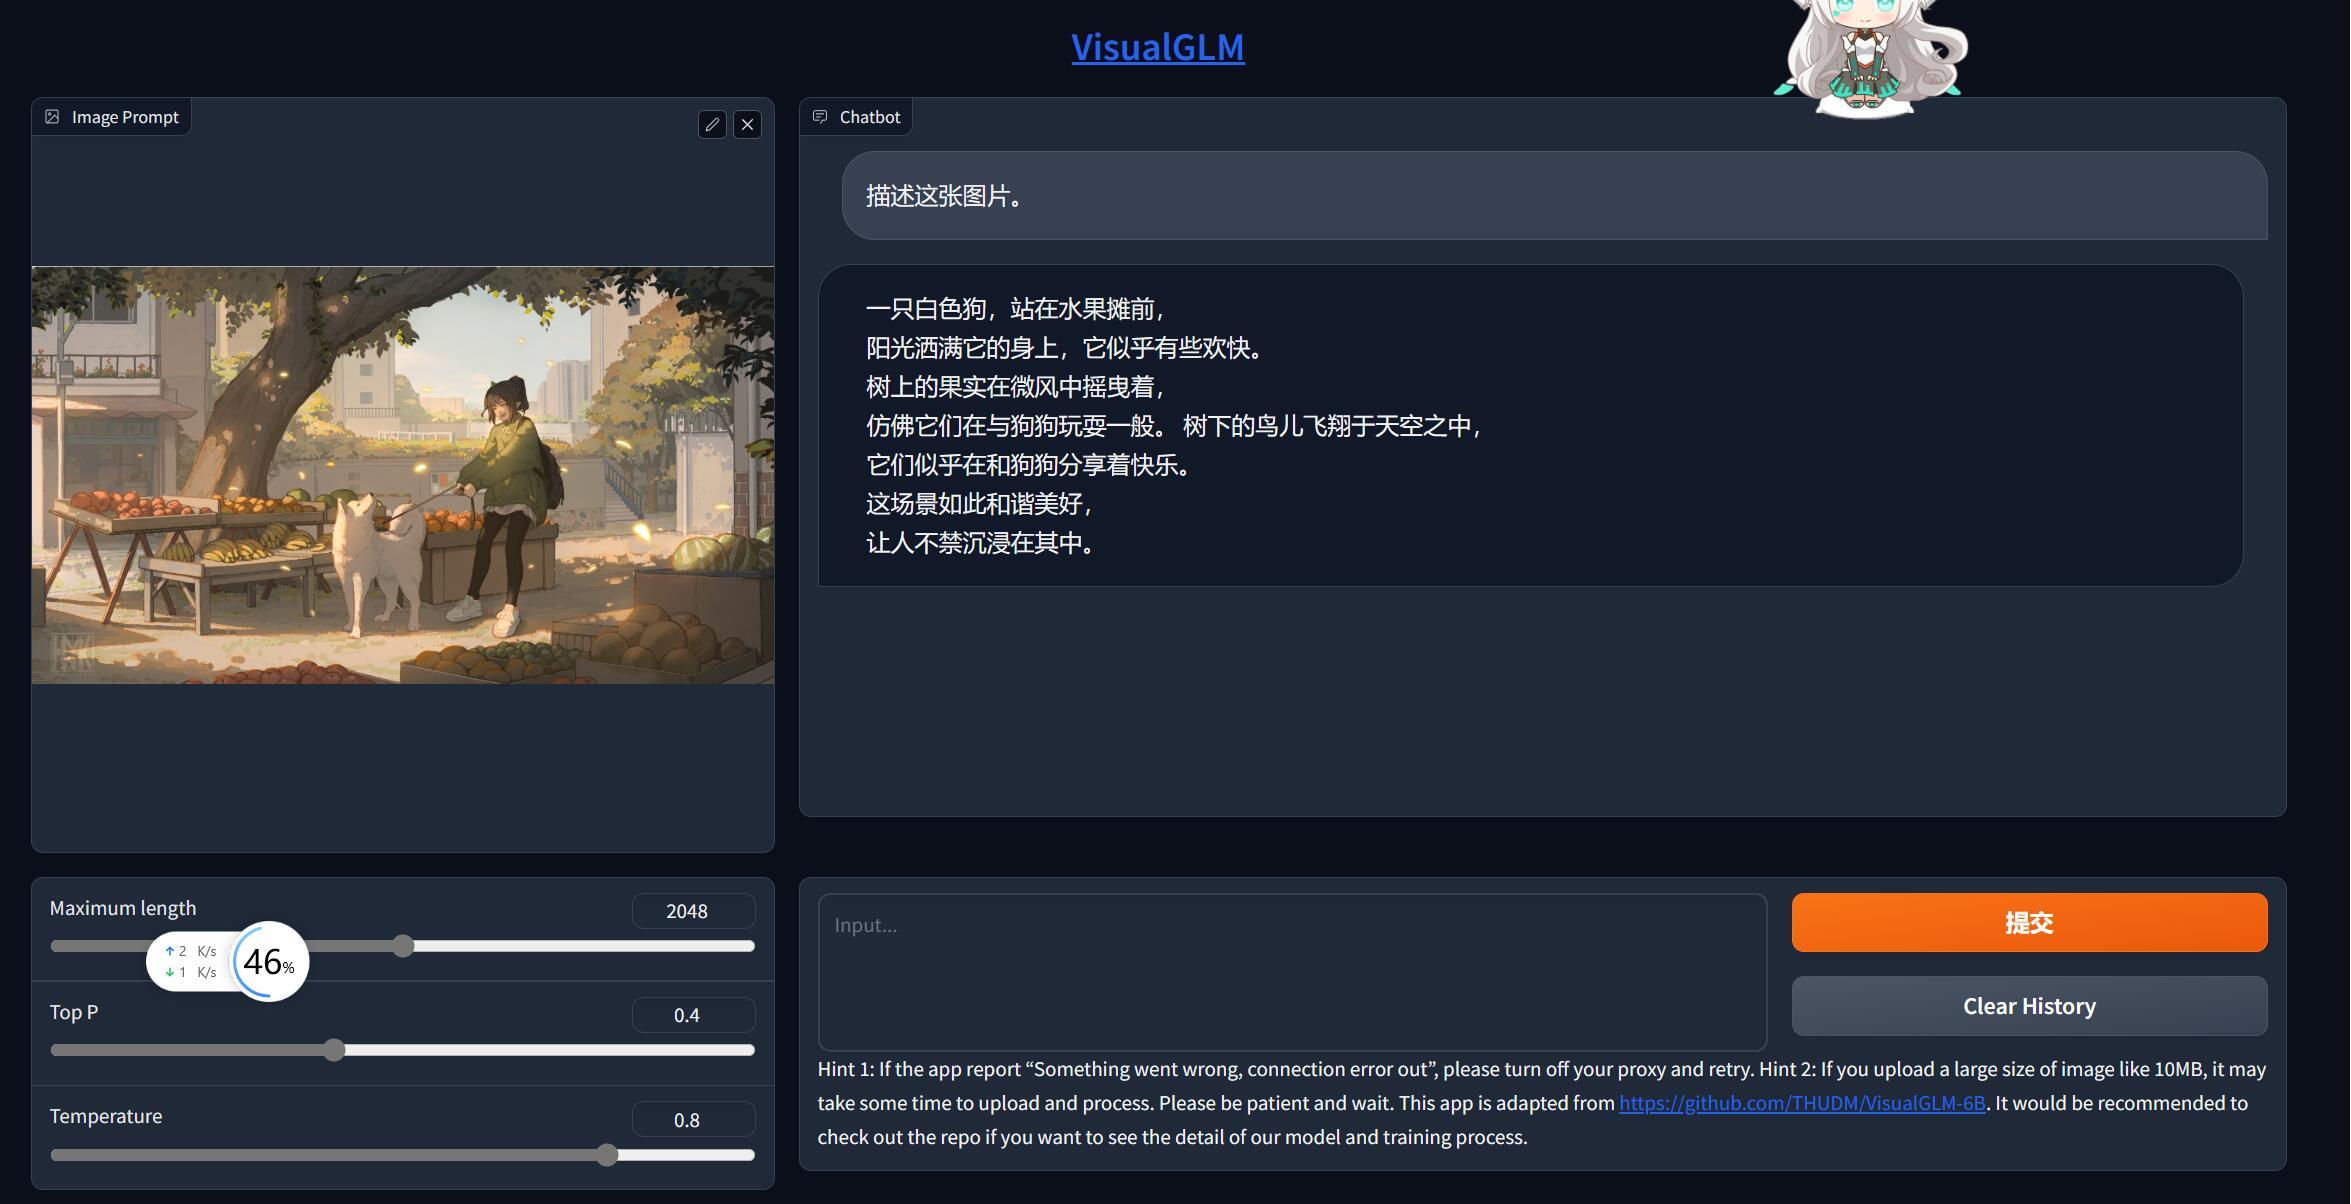 VisualGLM
Image Prompt
Chatbot
描述这张图片。
一只白色狗，站在水果摊前，
阳光洒满它的身上，它似乎有些欢快。
树上的果实在微风中摇曳着，
仿佛它们在与狗狗玩耍一般。 树下的鸟儿飞翔于天空之中，
它们似乎在和狗狗分享着快乐。
这场景如此和谐美好，
让人不禁沉浸在其中。
Maximum length
2048
2 K/s
1 K/s
46%
Top P
0.4
Temperature
0.8
Input...
提交
Clear History
Hint 1: If the app report “Something went wrong, connection error out”, please turn off your proxy and retry. Hint 2: If you upload a large size of image like 10MB, it may
take some time to upload and process. Please be patient and wait. This app is adapted from https://github.com/THUDM/VisualGLM-6B. It would be recommended to
check out the repo if you want to see the detail of our model and training process.